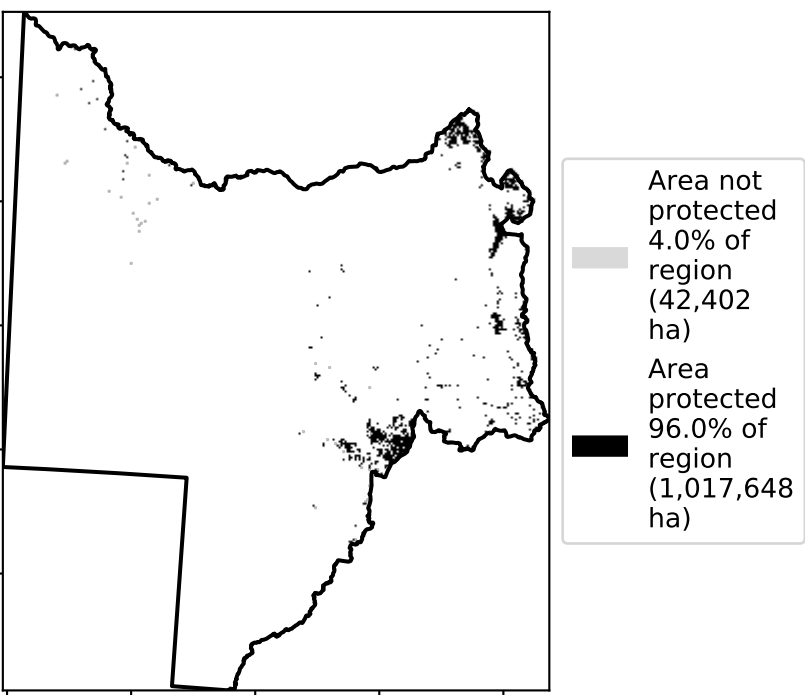 Area not
protected
4.0% of
region
(42,402
ha)
Area
protected
96.0% of
region
(1,017,648
ha)